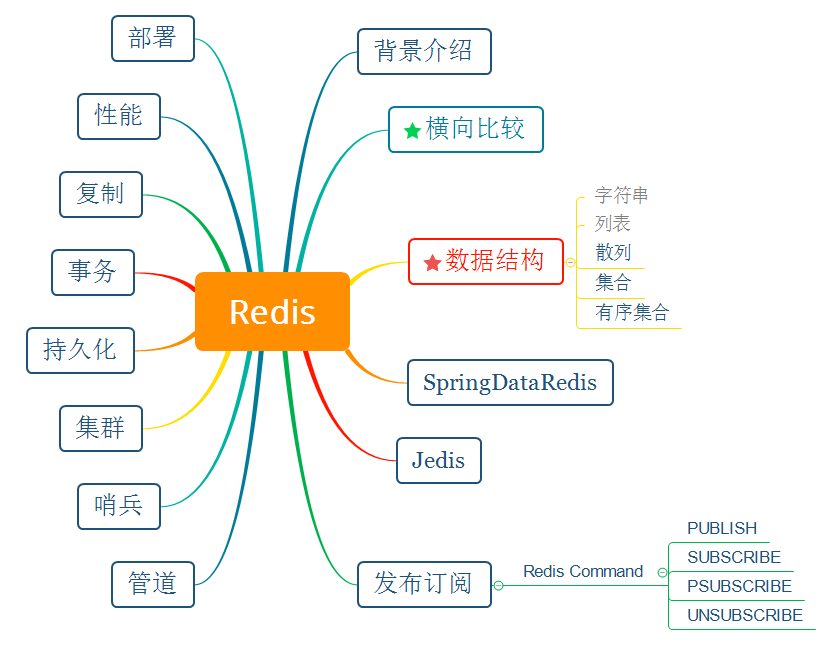 部署
背景介绍
性能
横向比较
复制
字符串
列表
数据结构
散列
事务
集合
Redis
有序集合
持久化
SpringDataRedis
集群
Jedis
哨兵
PUBLISH
管道
发布订阅
Redis Command
SUBSCRIBE
PSUBSCRIBE
UNSUBSCRIBE